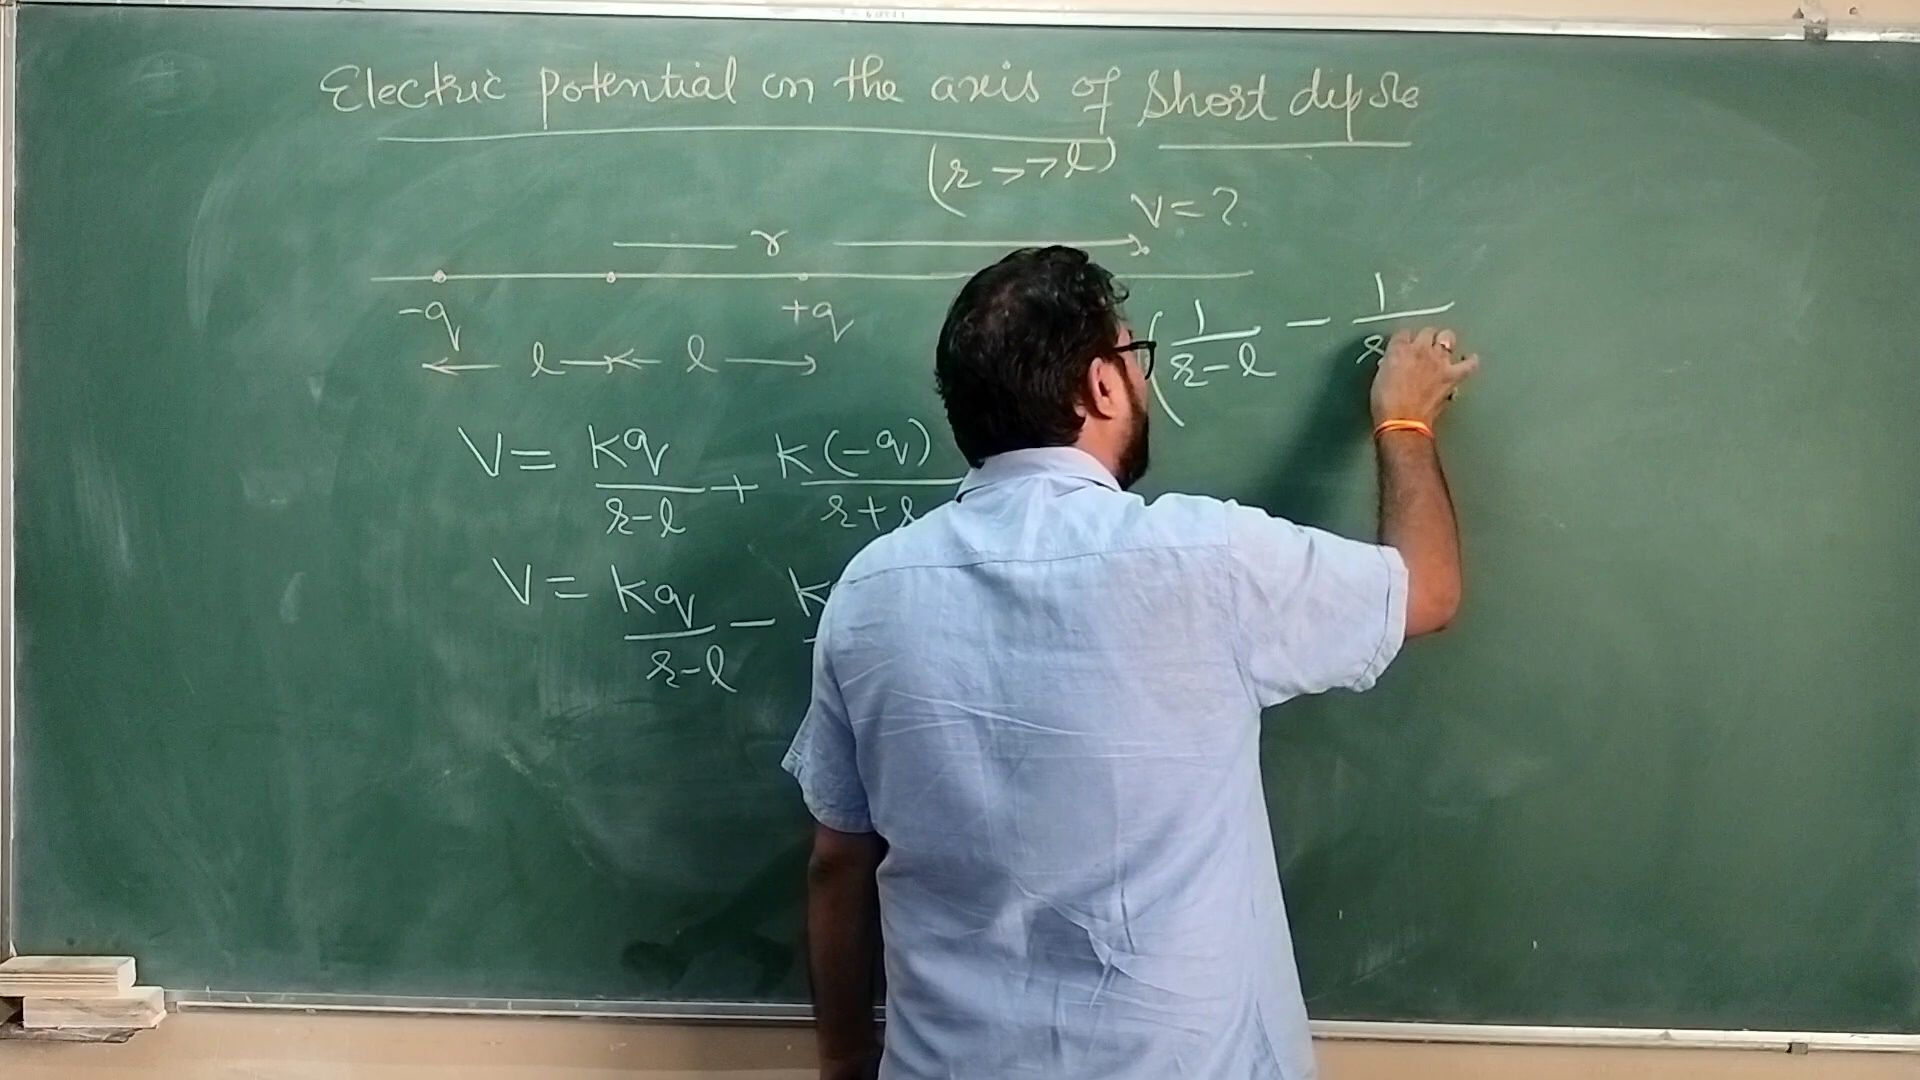 Electric potential on the axis of Short dipole
(r >> l)
V = ?
r
-q +q
l l
V = kq/(r-l) + k(-q)/(r+l
V = kq/(r-l) - k
(1/(r-l) - 1/r